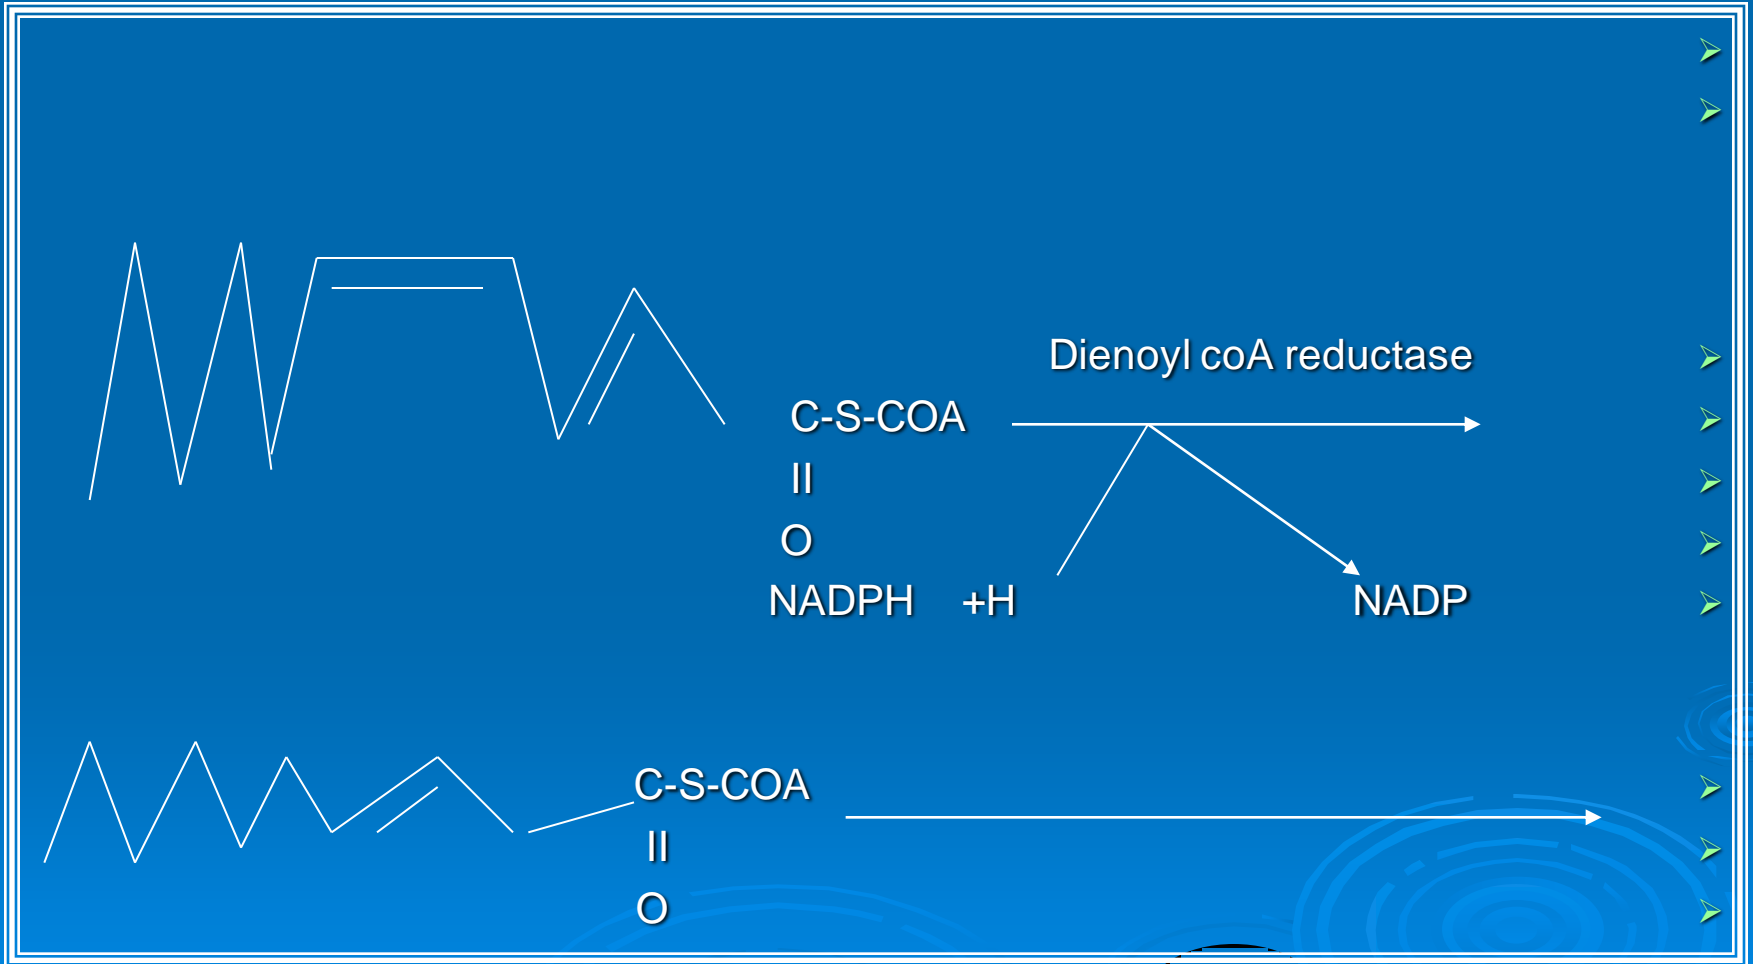 Dienoyl coA reductase
C-S-COA
II
O
NADPH +H NADP
C-S-COA
II
O